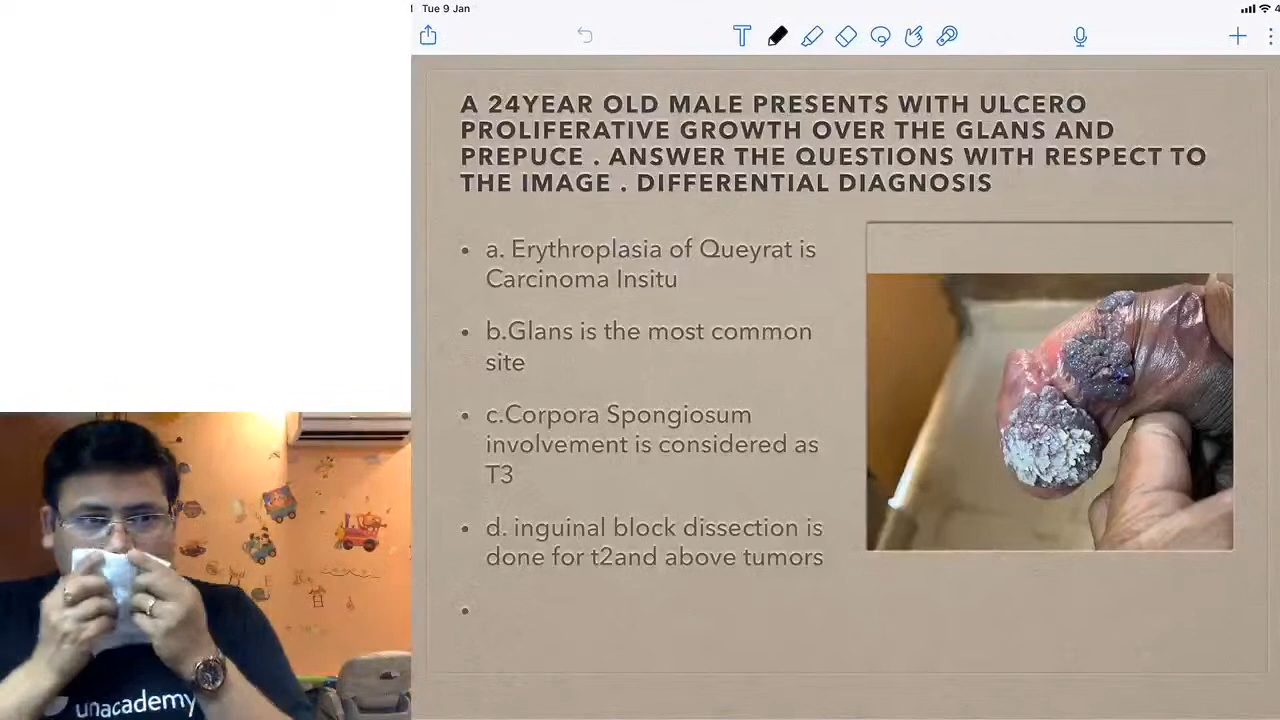 Tue 9 Jan
A 24YEAR OLD MALE PRESENTS WITH ULCERO
PROLIFERATIVE GROWTH OVER THE GLANS AND
PREPUCE . ANSWER THE QUESTIONS WITH RESPECT TO
THE IMAGE . DIFFERENTIAL DIAGNOSIS
• a. Erythroplasia of Queyrat is
Carcinoma Insitu
• b.Glans is the most common
site
• c.Corpora Spongiosum
involvement is considered as
T3
• d. inguinal block dissection is
done for t2and above tumors
•
unacademy